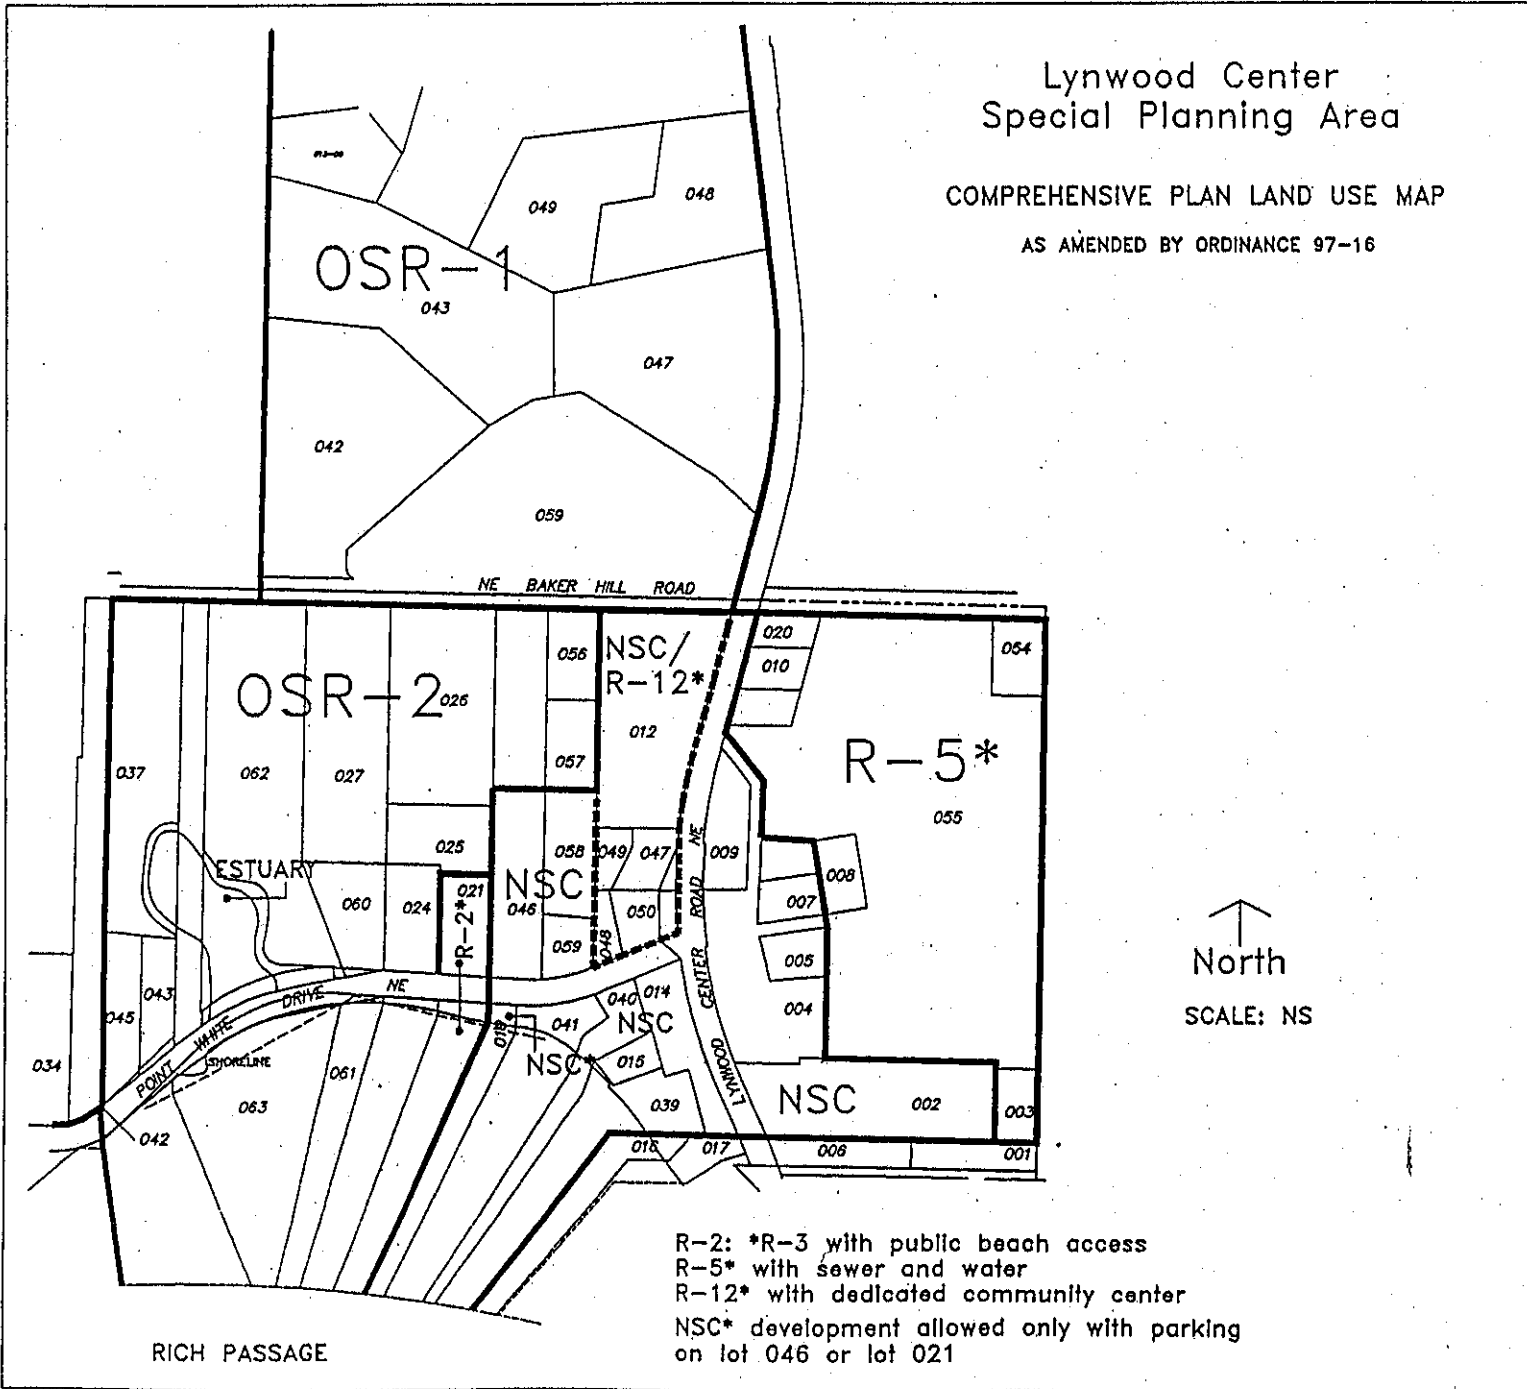 Lynwood Center
Special Planning Area
COMPREHENSIVE PLAN LAND USE MAP
AS AMENDED BY ORDINANCE 97-16
049
048
OSR-1
043
047
042
059
NE BAKER HILL ROAD
056
NSC/
R-12*
020
010
054
OSR-2
026
012
R-5*
037
062
027
057
055
025
058
049
047
009
ESTUARY
NSC
008
060
024
021
046
050
007
R-2*
059
048
005
CENTER ROAD NE
LYNWOOD
North
SCALE: NS
POINT WHITE DRIVE NE
045
043
040
014
004
034
041
NSC
018
NSC*
015
SHORELINE
061
063
039
NSC
002
003
042
016
017
006
001
R-2: *R-3 with public beach access
R-5* with sewer and water
R-12* with dedicated community center
NSC* development allowed only with parking
on lot 046 or lot 021
RICH PASSAGE